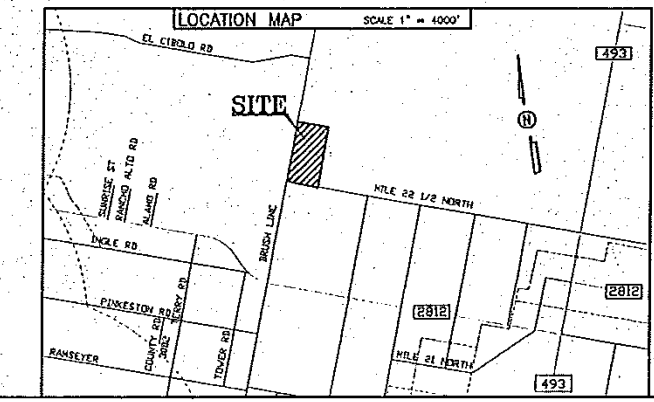 LOCATION MAP
SCALE 1" = 4000'
EL CIBOLO RD
493
SITE
N
SUNRISE ST
RANCHO ALTO RD
ALAMO RD
BRUSH LINE
MILE 22 1/2 NORTH
INGLE RD
PINKESTON RD
COUNTY RD
3002
TERRY RD
TOWER RD
RAMSEYER
2812
2812
MILE 21 NORTH
493